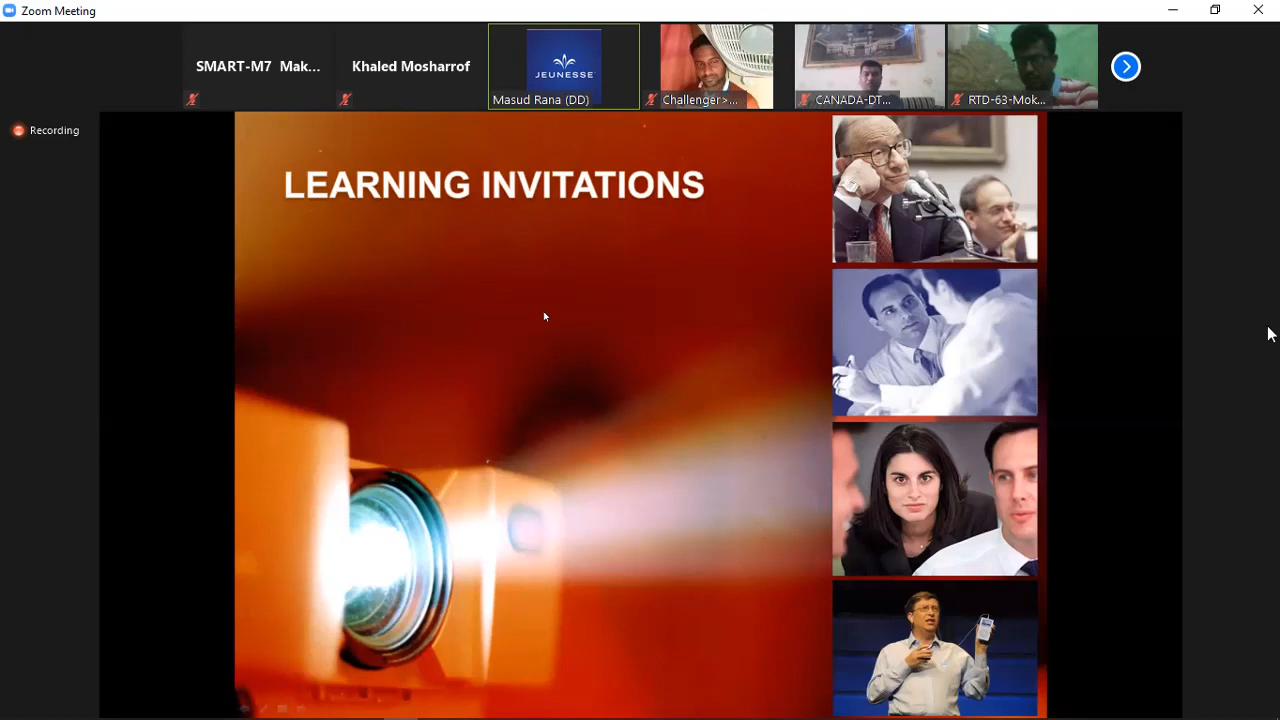 Zoom Meeting
SMART-M7 Mak...
Khaled Mosharrof
JEUNESSE
Masud Rana (DD)
Challenger>...
CANADA-DT...
RTD-63-Mok...
Recording
LEARNING INVITATIONS